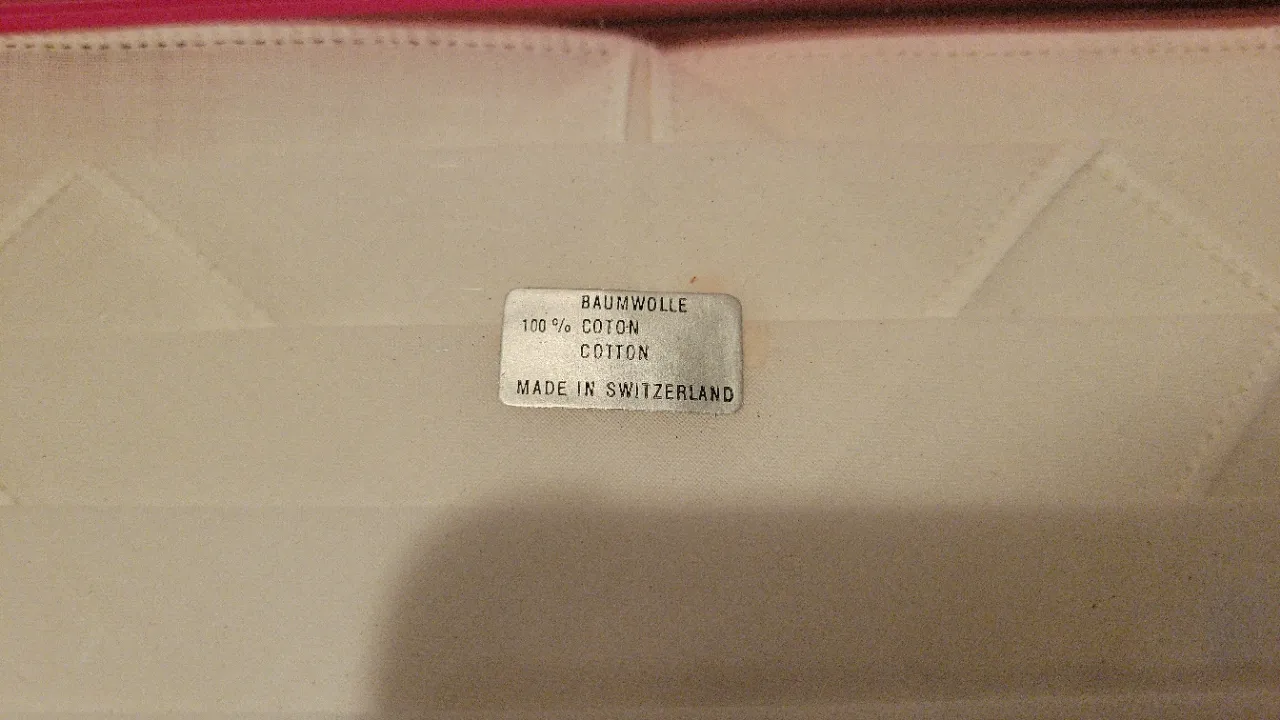 BAUMWOLLE
100 % COTON
COTTON
MADE IN SWITZERLAND